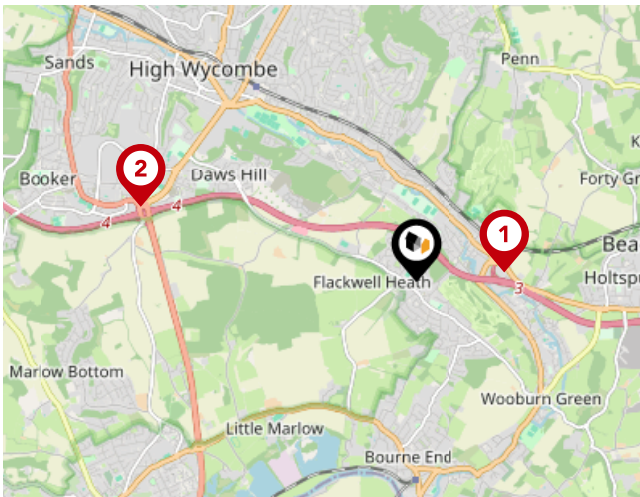 Sands
Penn
High Wycombe
K
2
Booker
Daws Hill
Forty Gr
4
4
1
Bea
Flackwell Heath
Holtspu
3
Marlow Bottom
Wooburn Green
Little Marlow
Bourne End